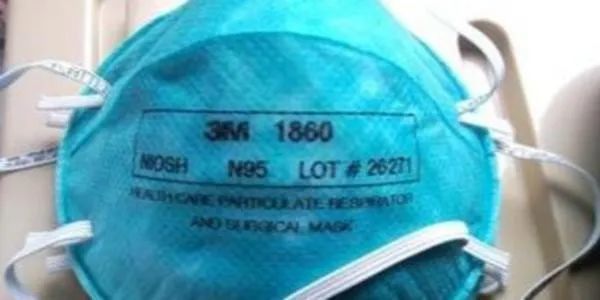 3M 1860
NIOSH N95 LOT # 26271
HEALTH CARE PARTICULATE RESPIRATOR
AND SURGICAL MASK